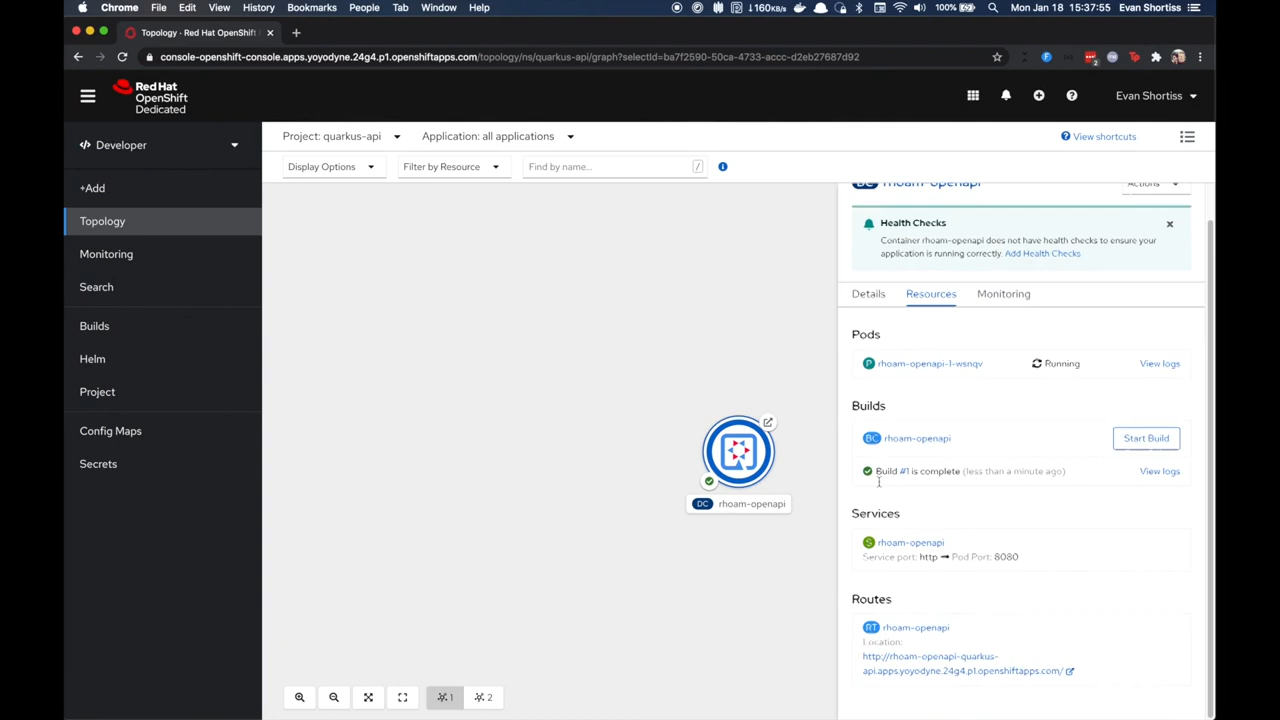 Chrome File Edit View History Bookmarks People Tab Window Help ↓160KB/s 100% Mon Jan 18 15:37:55 Evan Shortiss
Topology · Red Hat OpenShift
console-openshift-console.apps.yoyodyne.24g4.p1.openshiftapps.com/topology/ns/quarkus-api/graph?selectId=ba7f2590-50ca-4733-accc-d2eb27687d92
Red Hat
OpenShift
Dedicated
Evan Shortiss
Developer
Project: quarkus-api Application: all applications View shortcuts
Display Options Filter by Resource Find by name... /
+Add
Topology
Monitoring
Search
Builds
Helm
Project
Config Maps
Secrets
DC rhoam-openapi
1 2
DC rhoam-openapi Actions
Health Checks
Container rhoam-openapi does not have health checks to ensure your
application is running correctly. Add Health Checks
Details Resources Monitoring
Pods
P rhoam-openapi-1-wsnqv Running View logs
Builds
BC rhoam-openapi Start Build
Build #1 is complete (less than a minute ago) View logs
Services
S rhoam-openapi
Service port: http → Pod Port: 8080
Routes
RT rhoam-openapi
Location:
http://rhoam-openapi-quarkus-
api.apps.yoyodyne.24g4.p1.openshiftapps.com/